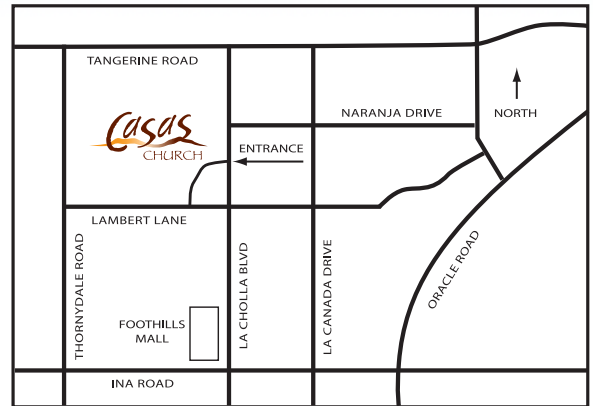 TANGERINE ROAD
NARANJA DRIVE
NORTH
Casas
CHURCH
ENTRANCE
LAMBERT LANE
THORNYDALE ROAD
LA CHOLLA BLVD
LA CANADA DRIVE
ORACLE ROAD
FOOTHILLS
MALL
INA ROAD